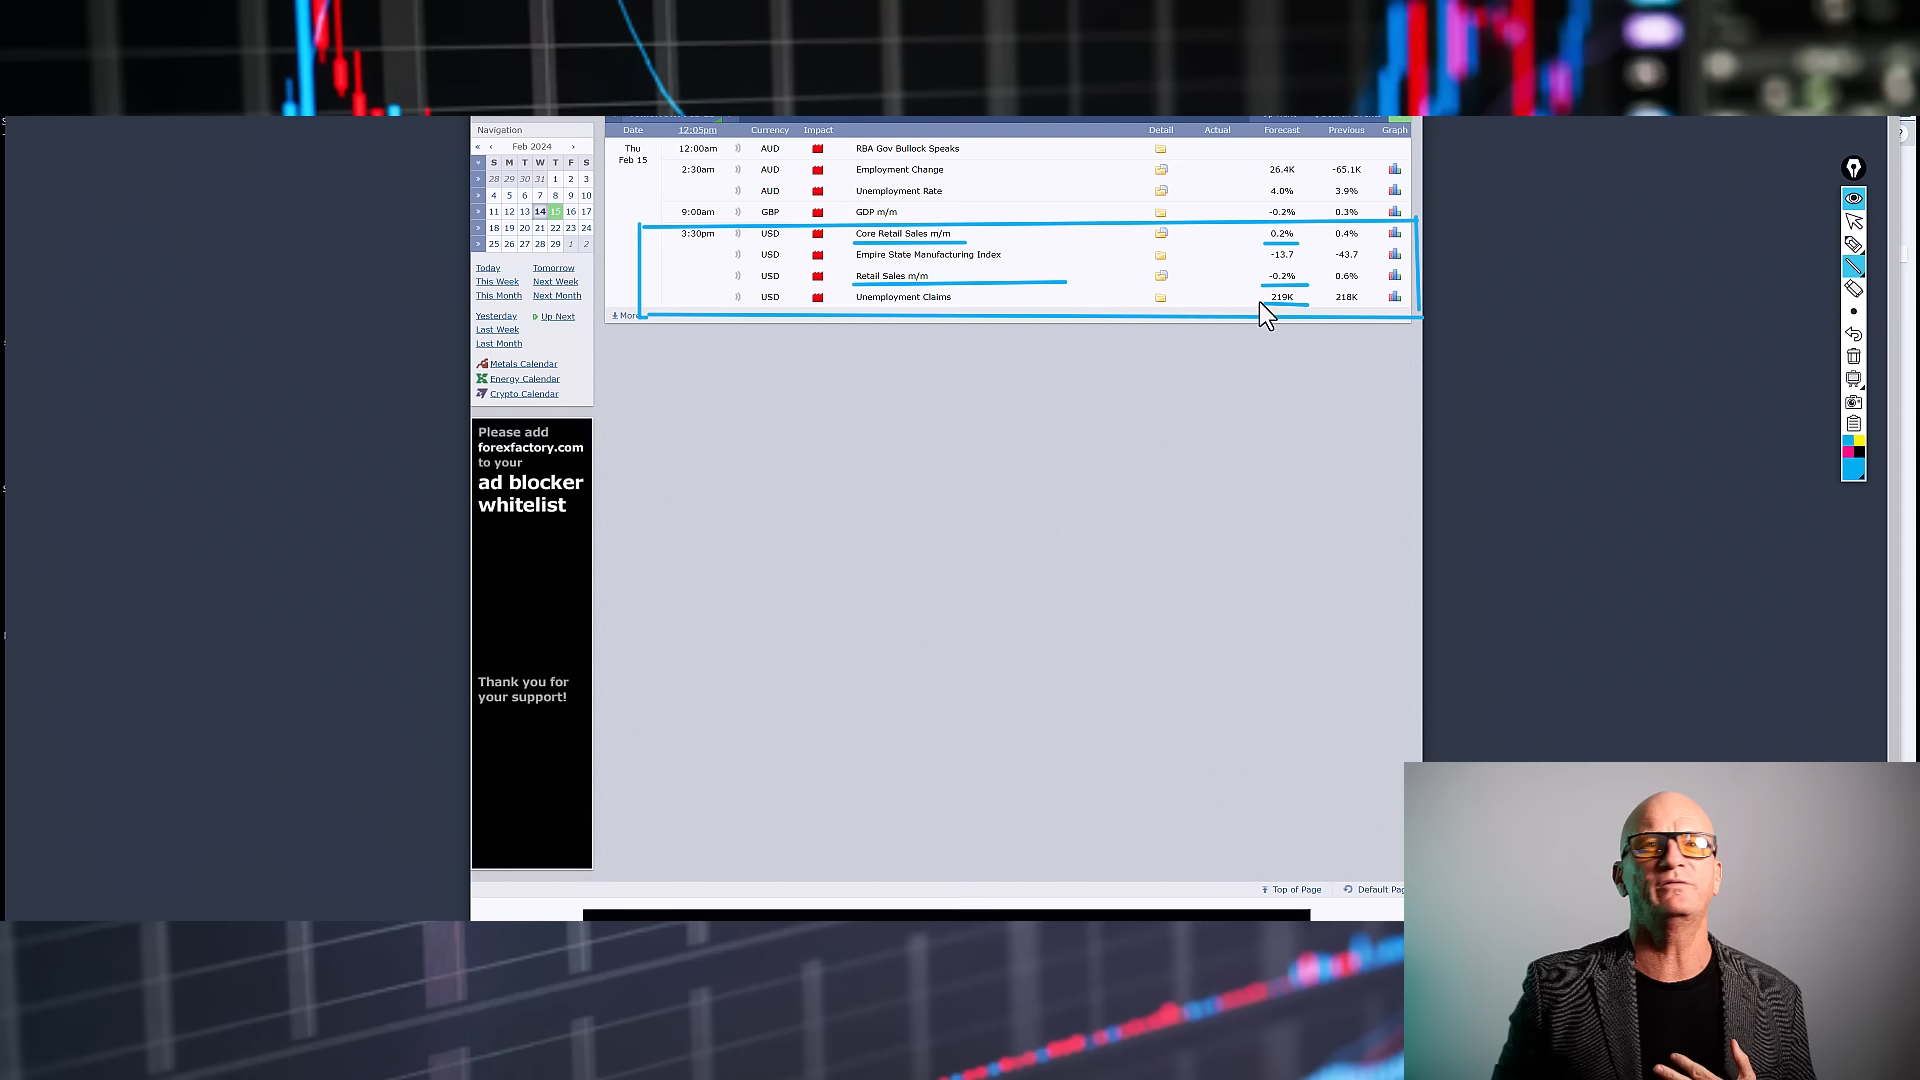 Navigation
« ‹ Feb 2024 ›
S M T W T F S
28 29 30 31 1 2 3
4 5 6 7 8 9 10
11 12 13 14 15 16 17
18 19 20 21 22 23 24
25 26 27 28 29 1 2
Today Tomorrow
This Week Next Week
This Month Next Month
Yesterday Up Next
Last Week
Last Month
Metals Calendar
Energy Calendar
Crypto Calendar
Please add
forexfactory.com
to your
ad blocker
whitelist
Thank you for
your support!
Date 12:05pm Currency Impact Detail Actual Forecast Previous Graph
Thu
Feb 15
12:00am AUD RBA Gov Bullock Speaks
2:30am AUD Employment Change 26.4K -65.1K
AUD Unemployment Rate 4.0% 3.9%
9:00am GBP GDP m/m -0.2% 0.3%
3:30pm USD Core Retail Sales m/m 0.2% 0.4%
USD Empire State Manufacturing Index -13.7 -43.7
USD Retail Sales m/m -0.2% 0.6%
USD Unemployment Claims 219K 218K
More
Top of Page Default Pag